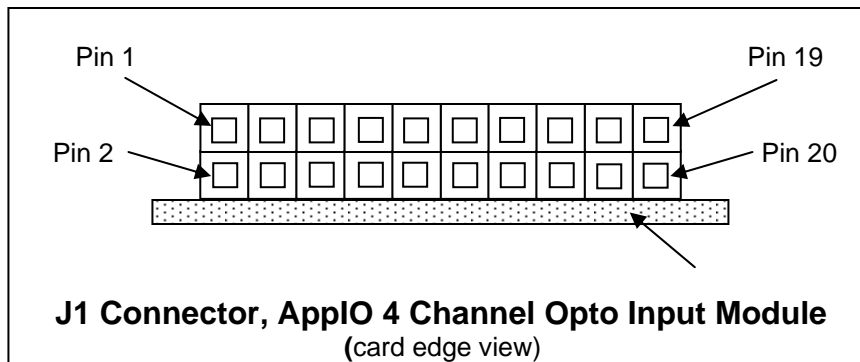 Pin 1
Pin 19
Pin 2
Pin 20
J1 Connector, AppIO 4 Channel Opto Input Module
(card edge view)